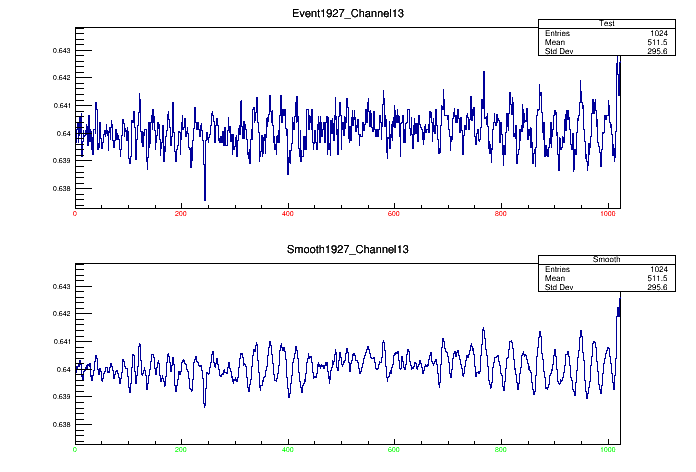 Event1927_Channel13
Test
Entries 1024
Mean 511.5
Std Dev 295.6
0.643
0.642
0.641
0.64
0.639
0.638
0 200 400 600 800 1000
Smooth1927_Channel13
Smooth
Entries 1024
Mean 511.5
Std Dev 295.6
0.643
0.642
0.641
0.64
0.639
0.638
0 200 400 600 800 1000